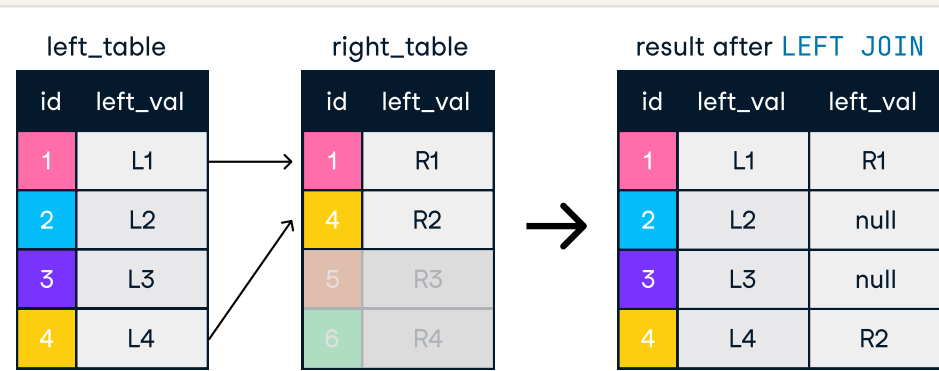 left_table right_table result after LEFT JOIN
id left_val id left_val id left_val left_val
1 L1 1 R1 1 L1 R1
2 L2 4 R2 2 L2 null
3 L3 5 R3 3 L3 null
4 L4 6 R4 4 L4 R2